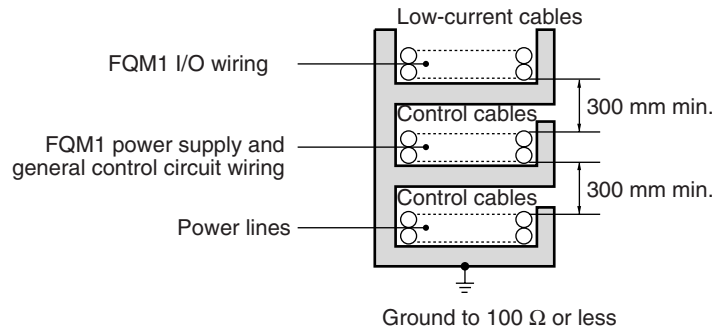 Low-current cables
FQM1 I/O wiring
300 mm min.
Control cables
FQM1 power supply and
general control circuit wiring
300 mm min.
Control cables
Power lines
Ground to 100 Ω or less